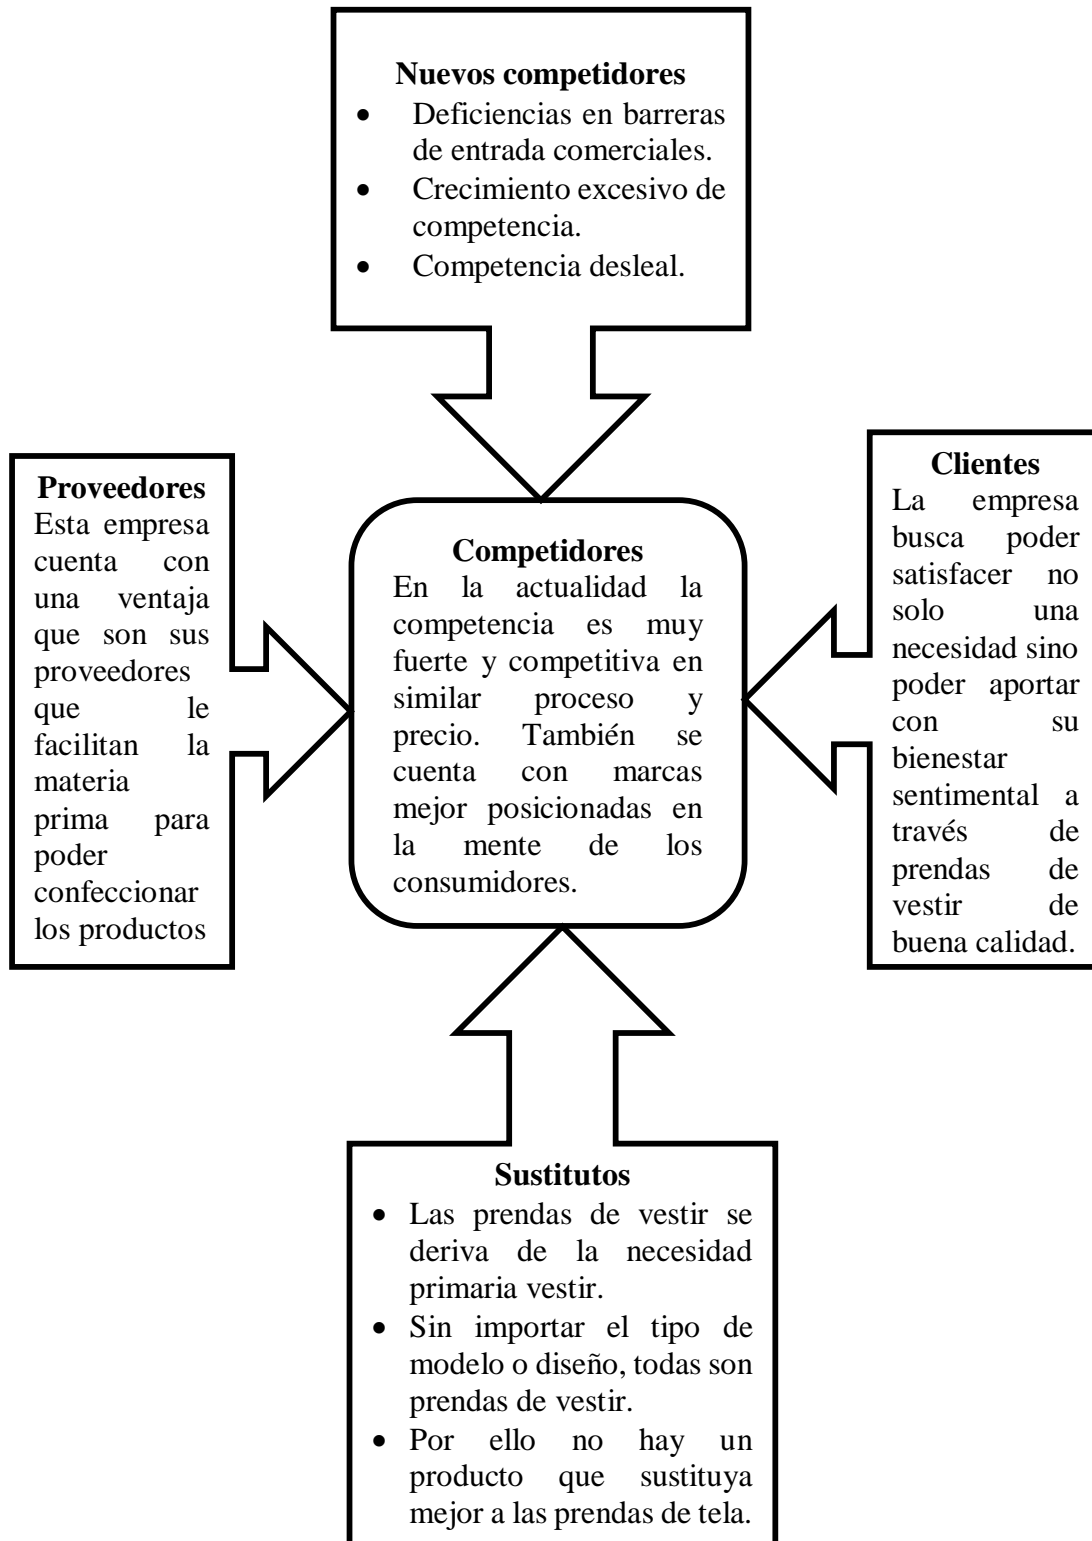 Nuevos competidores
• Deficiencias en barreras
de entrada comerciales.
• Crecimiento excesivo de
competencia.
• Competencia desleal.
Proveedores
Esta empresa
cuenta con
una ventaja
que son sus
proveedores
que le
facilitan la
materia
prima para
poder
confeccionar
los productos
Competidores
En la actualidad la
competencia es muy
fuerte y competitiva en
similar proceso y
precio. También se
cuenta con marcas
mejor posicionadas en
la mente de los
consumidores.
Clientes
La empresa
busca poder
satisfacer no
solo una
necesidad sino
poder aportar
con su
bienestar
sentimental a
través de
prendas de
vestir de
buena calidad.
Sustitutos
• Las prendas de vestir se
deriva de la necesidad
primaria vestir.
• Sin importar el tipo de
modelo o diseño, todas son
prendas de vestir.
• Por ello no hay un
producto que sustituya
mejor a las prendas de tela.